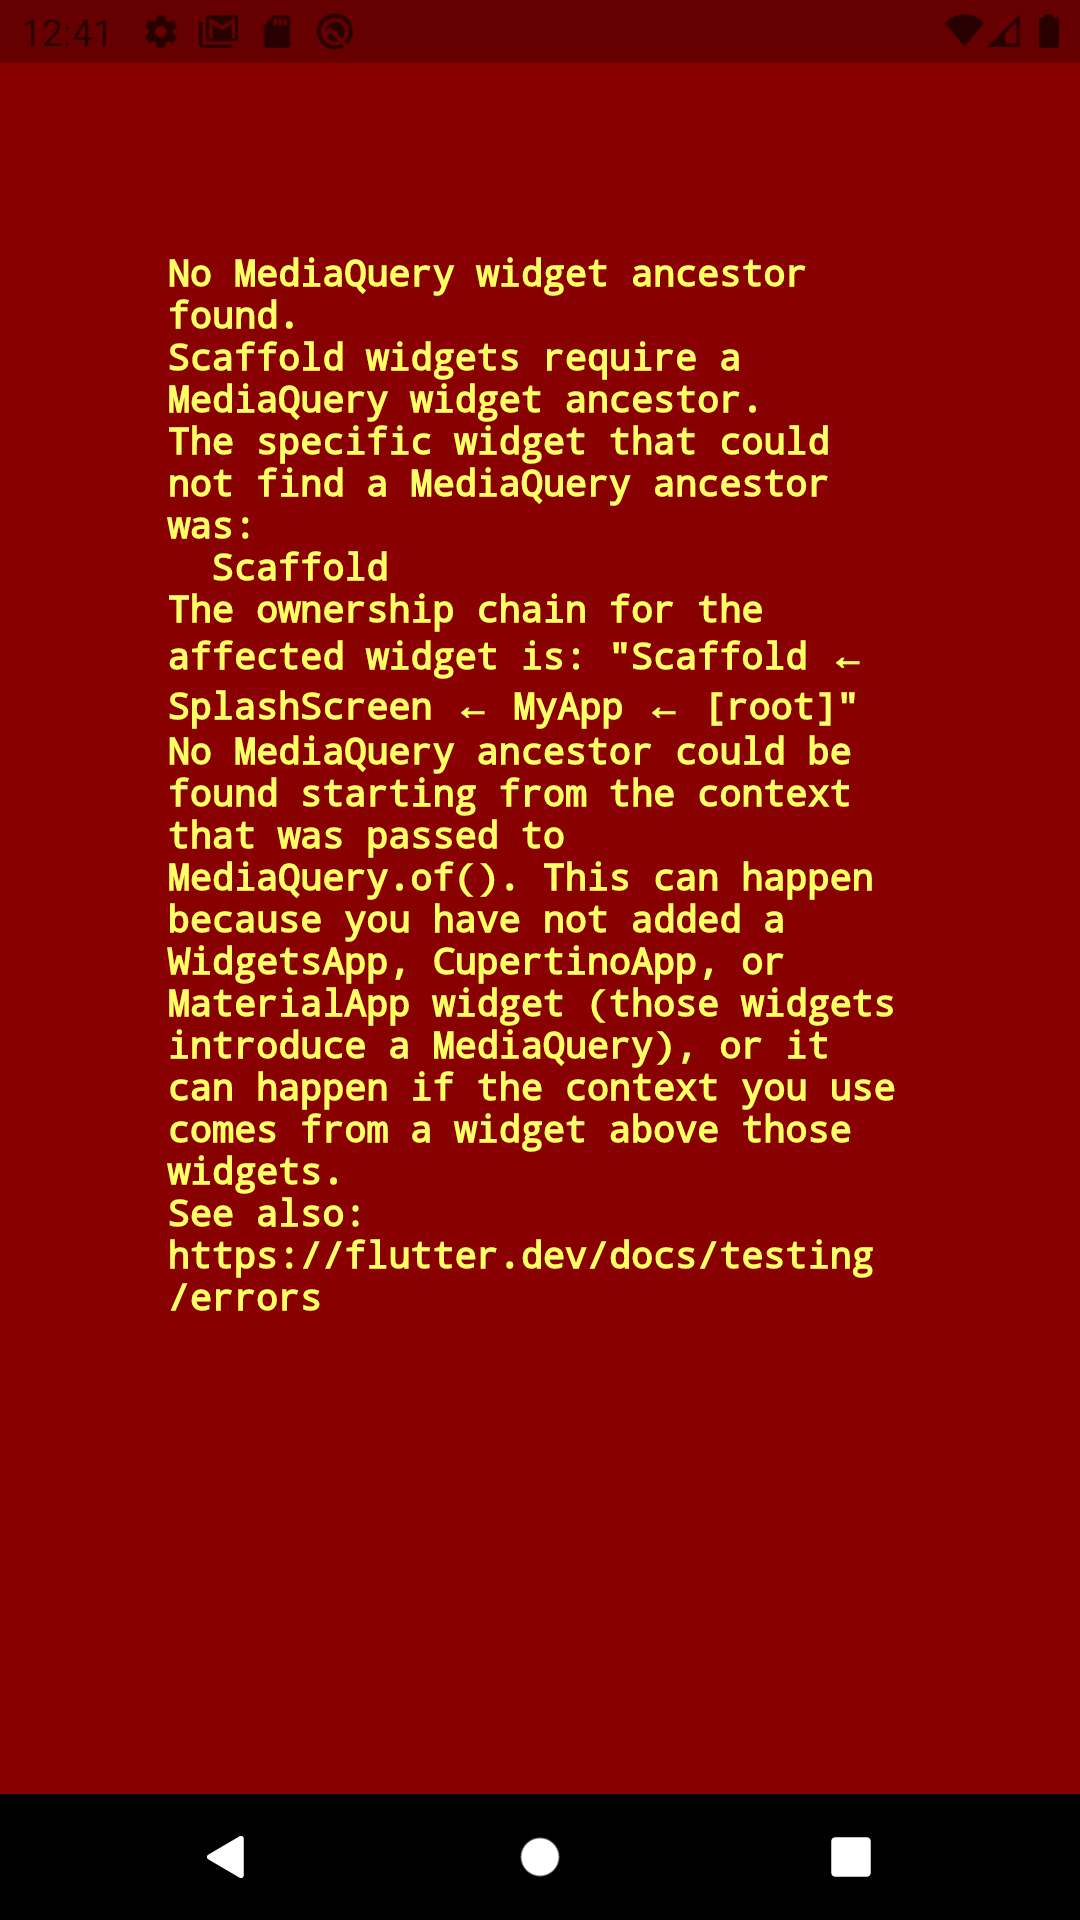 12:41
No MediaQuery widget ancestor
found.
Scaffold widgets require a
MediaQuery widget ancestor.
The specific widget that could
not find a MediaQuery ancestor
was:
  Scaffold
The ownership chain for the
affected widget is: "Scaffold ←
SplashScreen ← MyApp ← [root]"
No MediaQuery ancestor could be
found starting from the context
that was passed to
MediaQuery.of(). This can happen
because you have not added a
WidgetsApp, CupertinoApp, or
MaterialApp widget (those widgets
introduce a MediaQuery), or it
can happen if the context you use
comes from a widget above those
widgets.
See also:
https://flutter.dev/docs/testing
/errors